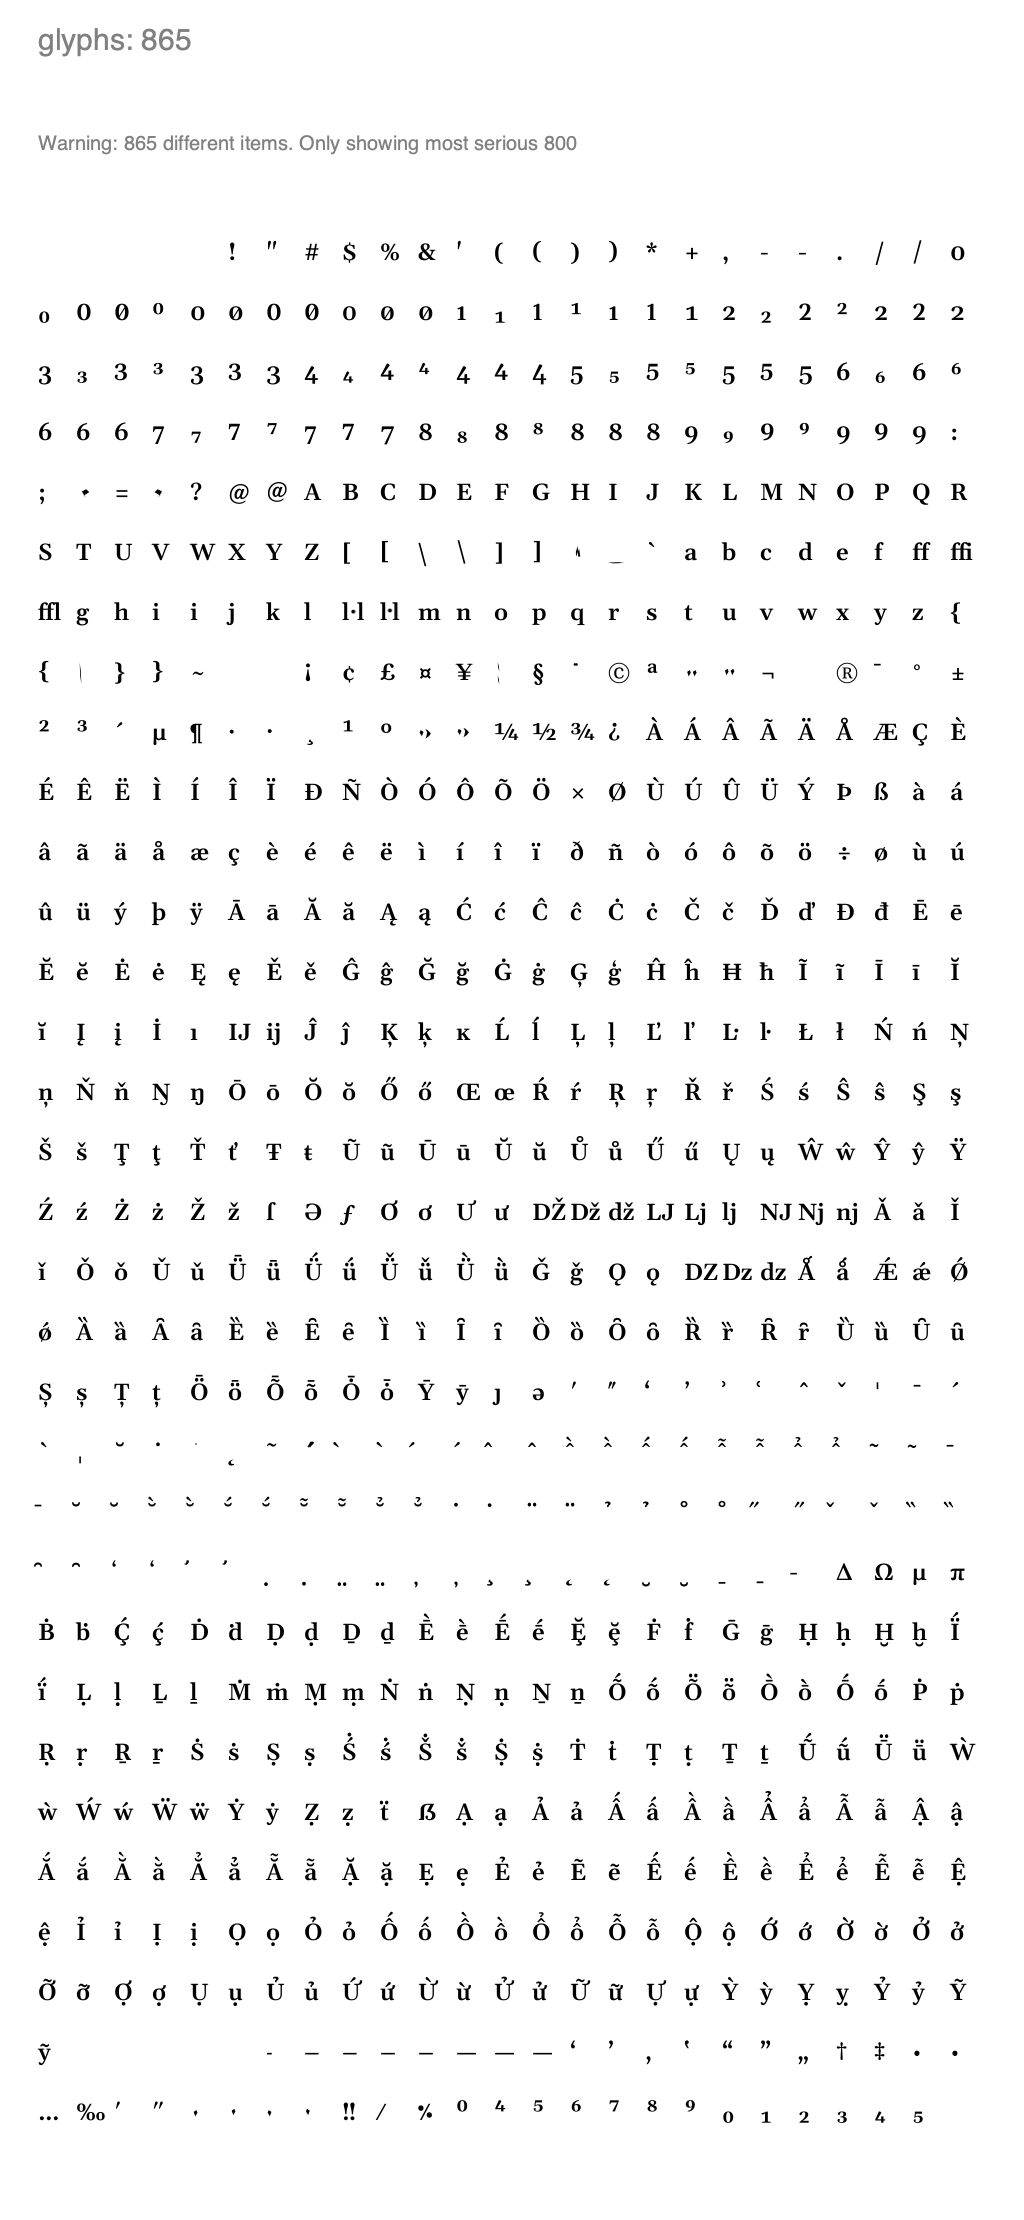 glyphs: 865
Warning: 865 different items. Only showing most serious 800
! " # $ % & ' ( ( ) ) * + , - - . / / 0
₀ 0 0 ⁰ 0 0 0 0 0 0 0 1 ₁ 1 ¹ 1 1 1 2 ₂ 2 ² 2 2 2
3 ₃ 3 ³ 3 3 3 4 ₄ 4 ⁴ 4 4 4 5 ₅ 5 ⁵ 5 5 5 6 ₆ 6 ⁶
6 6 6 7 ₇ 7 ⁷ 7 7 7 8 ₈ 8 ⁸ 8 8 8 9 ₉ 9 ⁹ 9 9 9 :
; = ? @ @ A B C D E F G H I J K L M N O P Q R
S T U V W X Y Z [ [ \ \ ] ] _ ` a b c d e f ff ffi
ffl g h i i j k l l·l l·l m n o p q r s t u v w x y z {
{ | } } ~ ¡ ¢ £ ¤ ¥ ¦ § © ª ¬ ® ¯ ° ±
² ³ ´ µ ¶ · · ¸ ¹ º ¼ ½ ¾ ¿ À Á Â Ã Ä Å Æ Ç È
É Ê Ë Ì Í Î Ï Ð Ñ Ò Ó Ô Õ Ö × Ø Ù Ú Û Ü Ý Þ ß à á
â ã ä å æ ç è é ê ë ì í î ï ð ñ ò ó ô õ ö ÷ ø ù ú
û ü ý þ ÿ Ā ā Ă ă Ą ą Ć ć Ĉ ĉ Ċ ċ Č č Ď ď Đ đ Ē ē
Ĕ ĕ Ė ė Ę ę Ě ě Ĝ ĝ Ğ ğ Ġ ġ Ģ ģ Ĥ ĥ Ħ ħ Ĩ ĩ Ī ī Ĭ
ĭ Į į İ ı IJ ij Ĵ ĵ Ķ ķ ĸ Ĺ ĺ Ļ ļ Ľ ľ Ŀ ŀ Ł ł Ń ń Ņ
ņ Ň ň Ŋ ŋ Ō ō Ŏ ŏ Ő ő Œ œ Ŕ ŕ Ŗ ŗ Ř ř Ś ś Ŝ ŝ Ş ş
Š š Ţ ţ Ť ť Ŧ ŧ Ũ ũ Ū ū Ŭ ŭ Ů ů Ű ű Ų ų Ŵ ŵ Ŷ ŷ Ÿ
Ź ź Ż ż Ž ž ſ Ə ƒ Ơ ơ Ư ư DŽ Dž dž LJ Lj lj NJ Nj nj Ǎ ǎ Ǐ
ǐ Ǒ ǒ Ǔ ǔ Ǖ ǖ Ǘ ǘ Ǚ ǚ Ǜ ǜ Ǧ ǧ Ǫ ǫ DZ Dz dz Ǻ ǻ Ǽ ǽ Ǿ
ǿ Ȁ ȁ Ȃ ȃ Ȅ ȅ Ȇ ȇ Ȉ ȉ Ȋ ȋ Ȍ ȍ Ȏ ȏ Ȑ ȑ Ȓ ȓ Ȕ ȕ Ȗ ȗ
Ș ș Ț ț Ȫ ȫ Ȭ ȭ Ȱ ȱ Ȳ ȳ ȷ ə ʹ ʺ ʻ ʼ ʾ ʿ ˆ ˇ ˈ ˉ ˊ
ˋ ˌ ˘ ˙ ˛ ˜
- Δ Ω μ π
Ḃ ḃ Ḉ ḉ Ḋ ḋ Ḍ ḍ Ḏ ḏ Ḕ ḕ Ḗ ḗ Ḝ ḝ Ḟ ḟ Ḡ ḡ Ḥ ḥ Ḫ ḫ Ḯ
ḯ Ḷ ḷ Ḻ ḻ Ṁ ṁ Ṃ ṃ Ṅ ṅ Ṇ ṇ Ṉ ṉ Ṍ ṍ Ṏ ṏ Ṑ ṑ Ṓ ṓ Ṗ ṗ
Ṛ ṛ Ṟ ṟ Ṡ ṡ Ṣ ṣ Ṥ ṥ Ṧ ṧ Ṩ ṩ Ṫ ṫ Ṭ ṭ Ṯ ṯ Ṹ ṹ Ṻ ṻ Ẁ
ẁ Ẃ ẃ Ẅ ẅ Ẏ ẏ Ẓ ẓ ẗ ẞ Ạ ạ Ả ả Ấ ấ Ầ ầ Ẩ ẩ Ẫ ẫ Ậ ậ
Ắ ắ Ằ ằ Ẳ ẳ Ẵ ẵ Ặ ặ Ẹ ẹ Ẻ ẻ Ẽ ẽ Ế ế Ề ề Ể ể Ễ ễ Ệ
ệ Ỉ ỉ Ị ị Ọ ọ Ỏ ỏ Ố ố Ồ ồ Ổ ổ Ỗ ỗ Ộ ộ Ớ ớ Ờ ờ Ở ở
Ỡ ỡ Ợ ợ Ụ ụ Ủ ủ Ứ ứ Ừ ừ Ử ử Ữ ữ Ự ự Ỳ ỳ Ỵ ỵ Ỷ ỷ Ỹ
ỹ - – – – – — — — ‘ ’ ‚ ‛ “ ” „ † ‡ • •
… ‰ ′ ″ ‼ ⁄ ⁒ ⁰ ⁴ ⁵ ⁶ ⁷ ⁸ ⁹ ₀ ₁ ₂ ₃ ₄ ₅